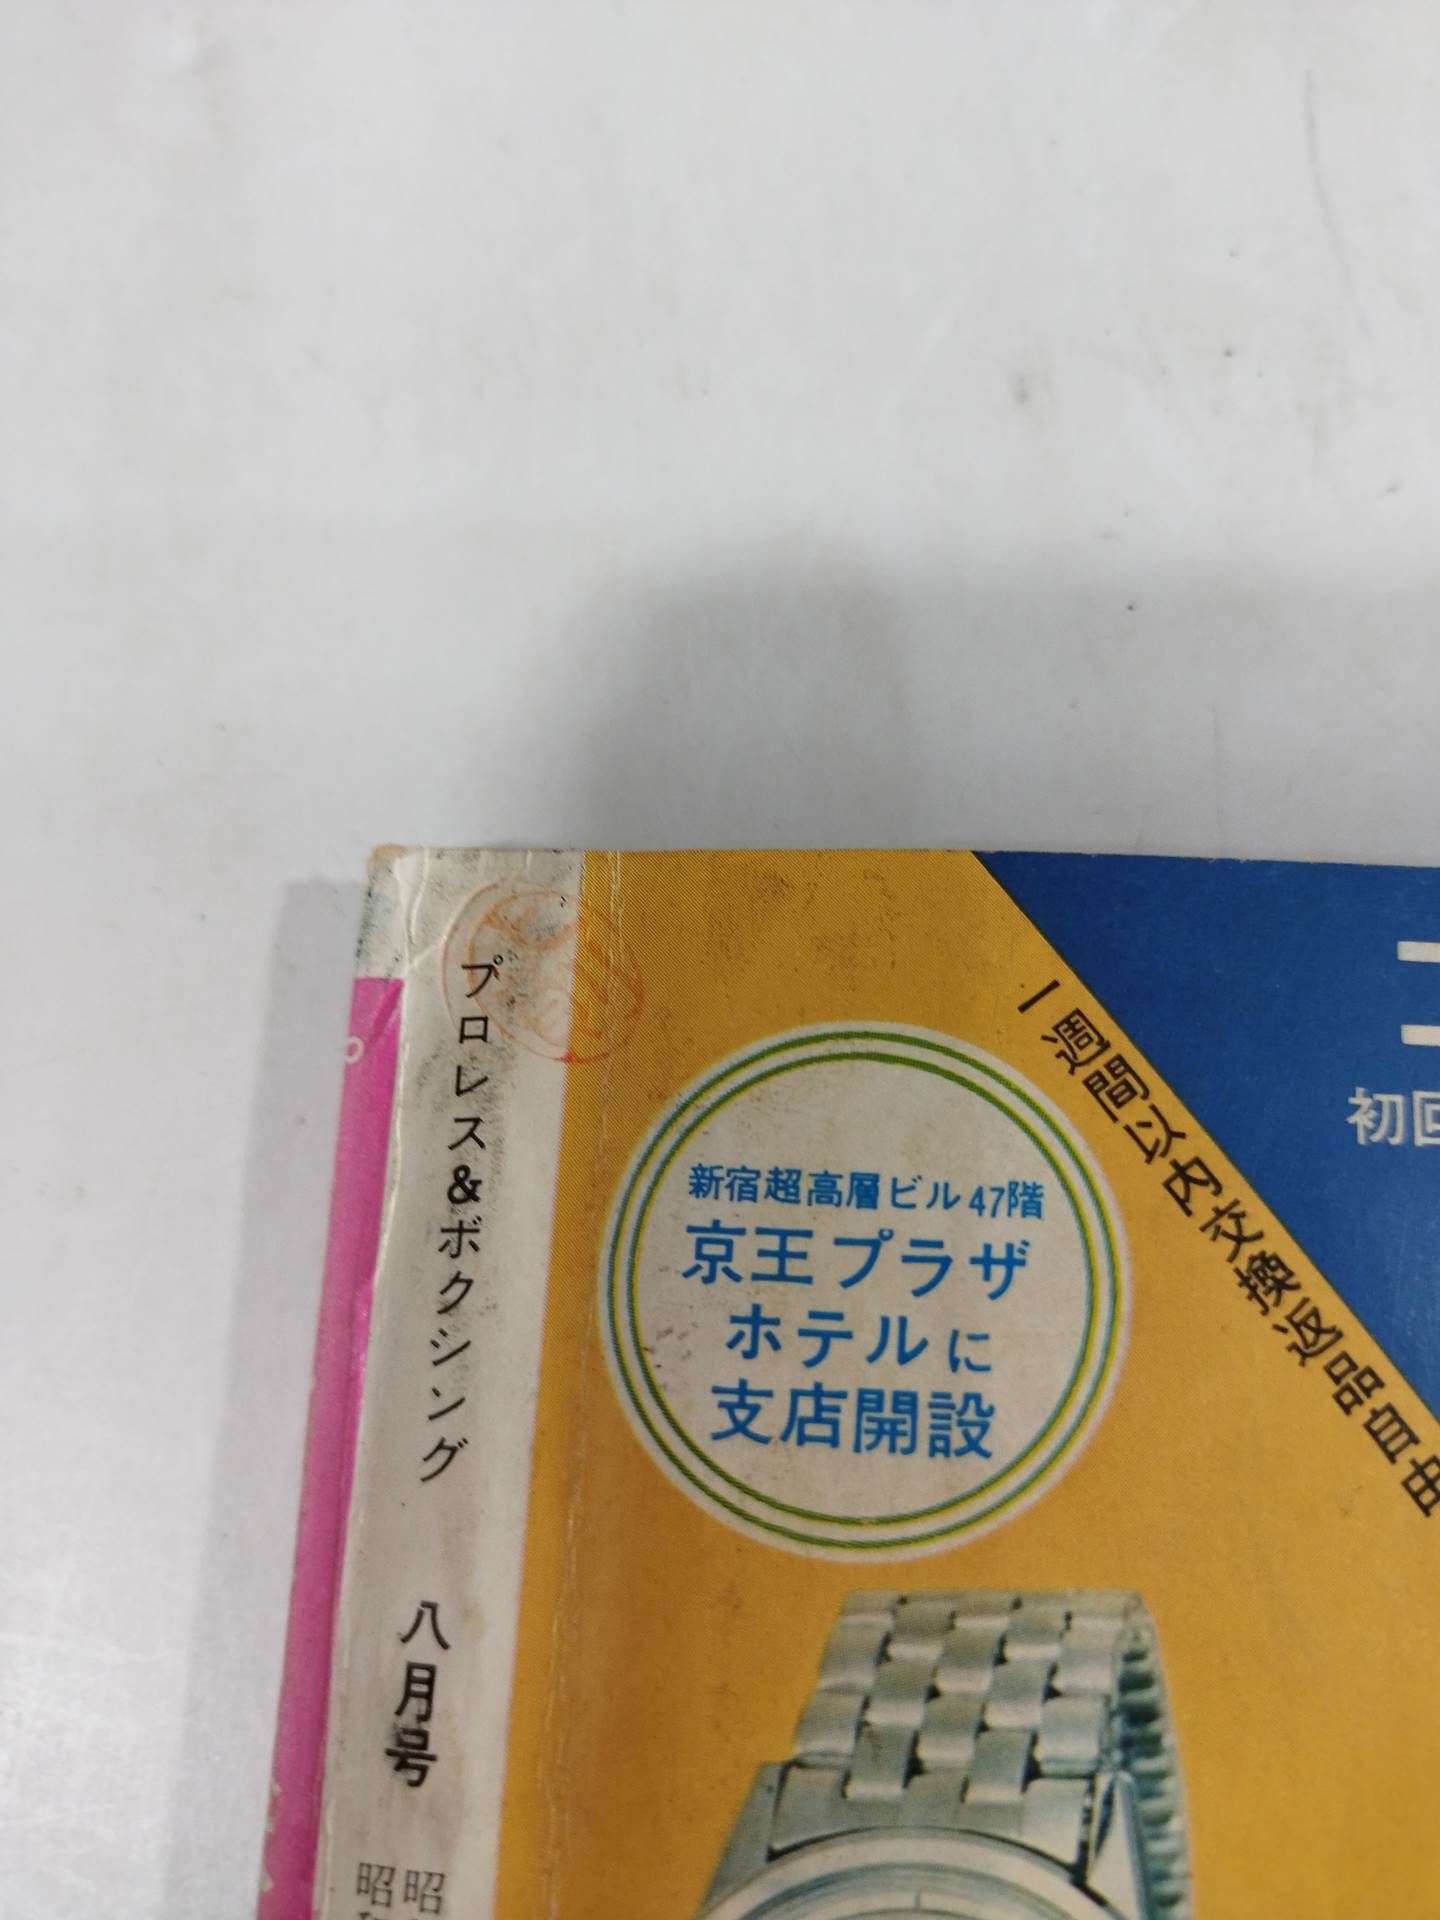 プロレス&ボクシング 八月号
昭
昭
新宿超高層ビル47階
京王プラザ
ホテルに
支店開設
一週間以内交換返品自由
初回